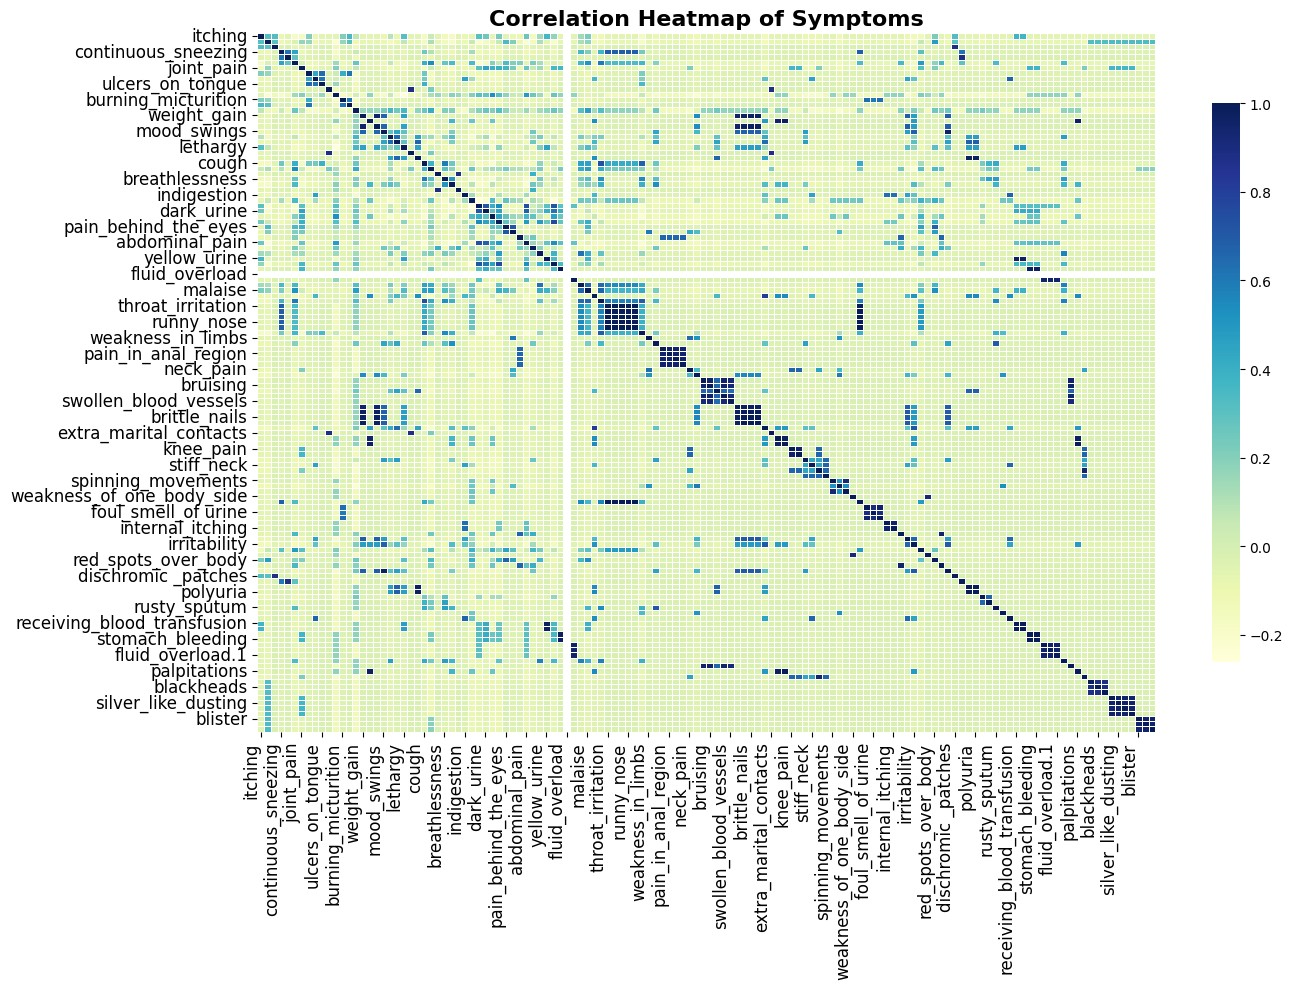 Correlation Heatmap of Symptoms
itching
continuous_sneezing
joint_pain
ulcers_on_tongue
burning_micturition
weight_gain
mood_swings
lethargy
cough
breathlessness
indigestion
dark_urine
pain_behind_the_eyes
abdominal_pain
yellow_urine
fluid_overload
malaise
throat_irritation
runny_nose
weakness_in_limbs
pain_in_anal_region
neck_pain
bruising
swollen_blood_vessels
brittle_nails
extra_marital_contacts
knee_pain
stiff_neck
spinning_movements
weakness_of_one_body_side
foul_smell_of urine
internal_itching
irritability
red_spots_over_body
dischromic _patches
polyuria
rusty_sputum
receiving_blood_transfusion
stomach_bleeding
fluid_overload.1
palpitations
blackheads
silver_like_dusting
blister
itching
continuous_sneezing
joint_pain
ulcers_on_tongue
burning_micturition
weight_gain
mood_swings
lethargy
cough
breathlessness
indigestion
dark_urine
pain_behind_the_eyes
abdominal_pain
yellow_urine
fluid_overload
malaise
throat_irritation
runny_nose
weakness_in_limbs
pain_in_anal_region
neck_pain
bruising
swollen_blood_vessels
brittle_nails
extra_marital_contacts
knee_pain
stiff_neck
spinning_movements
weakness_of_one_body_side
foul_smell_of urine
internal_itching
irritability
red_spots_over_body
dischromic _patches
polyuria
rusty_sputum
receiving_blood_transfusion
stomach_bleeding
fluid_overload.1
palpitations
blackheads
silver_like_dusting
blister
1.0
0.8
0.6
0.4
0.2
0.0
−0.2